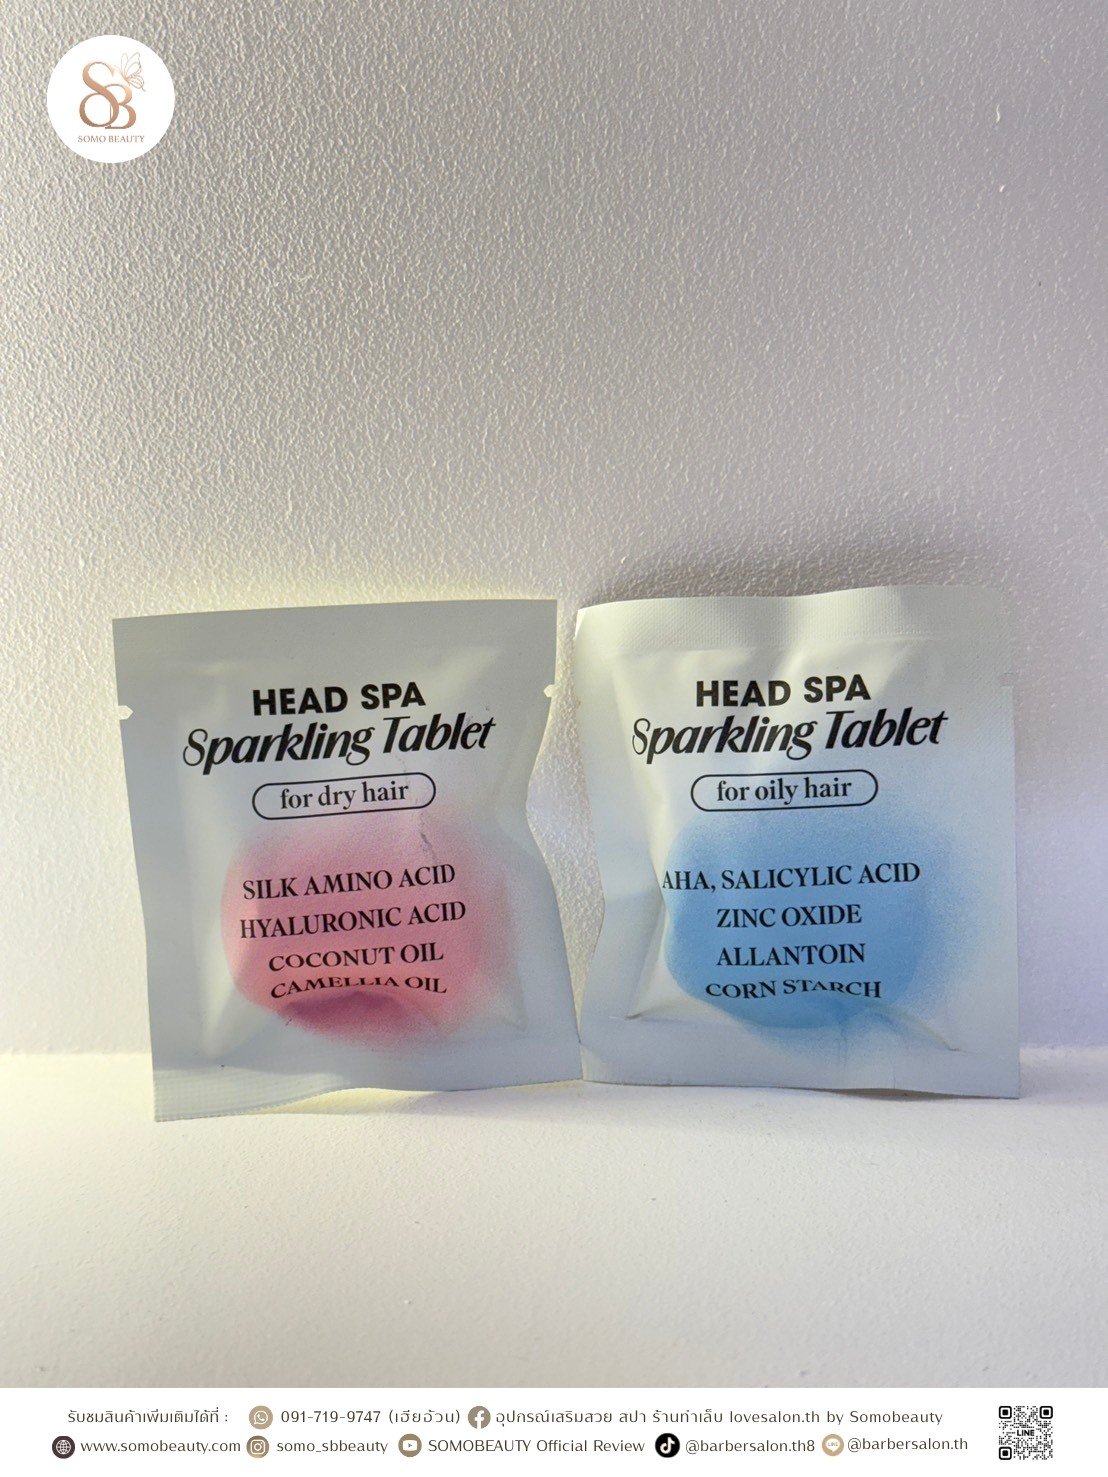 SB
SOMO BEAUTY
HEAD SPA
Sparkling Tablet
for dry hair
SILK AMINO ACID
HYALURONIC ACID
COCONUT OIL
CAMELLIA OIL
HEAD SPA
Sparkling Tablet
for oily hair
AHA, SALICYLIC ACID
ZINC OXIDE
ALLANTOIN
CORN STARCH
รับชมสินค้าเพิ่มเติมได้ที่ : 091-719-9747 (เฮียอ้วน) อุปกรณ์เสริมสวย สปา ร้านทำเล็บ lovesalon.th by Somobeauty
www.somobeauty.com somo_sbbeauty SOMOBEAUTY Official Review @barbersalon.th8 @barbersalon.th
LINE